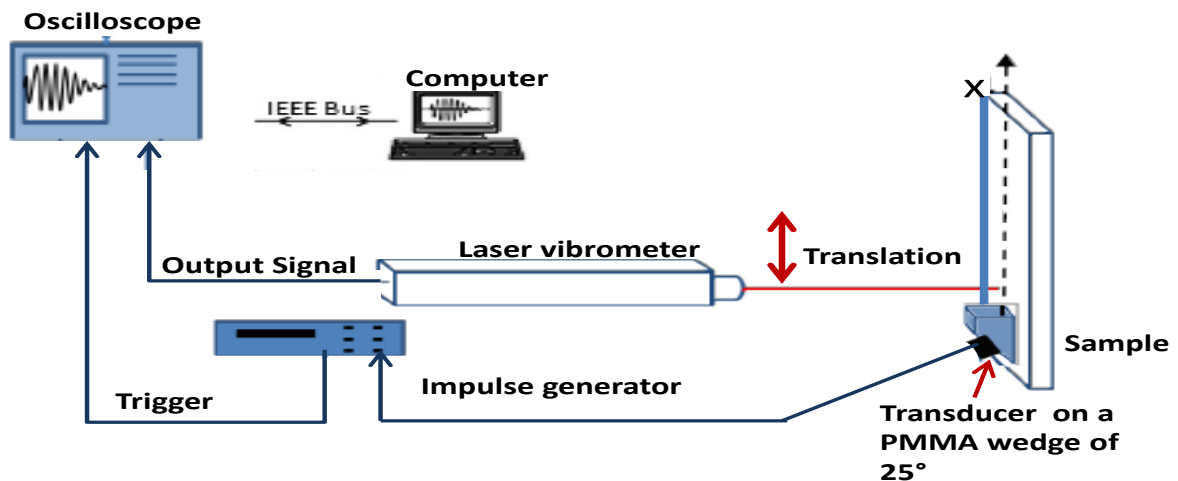 Oscilloscope
Computer
IEEE Bus
X
Laser vibrometer
Translation
Output Signal
Sample
Impulse generator
Trigger
Transducer on a
PMMA wedge of
25°